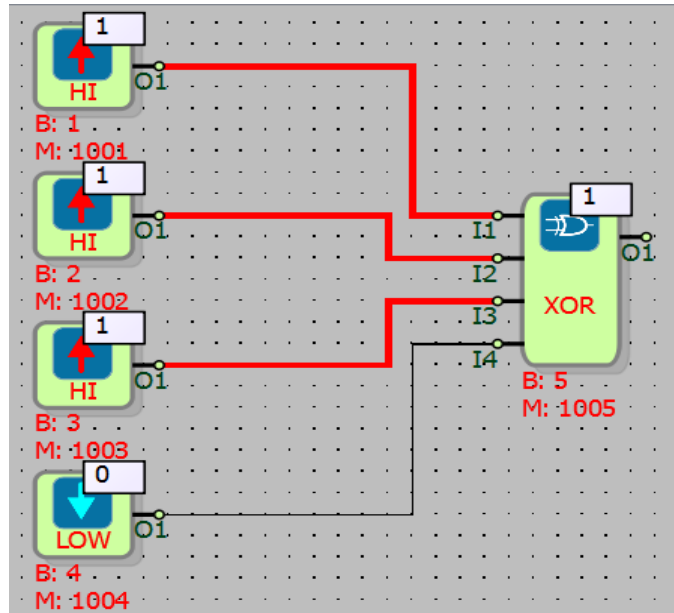 1
HI
O1
B: 1
M: 1001
1
HI
O1
B: 2
M: 1002
1
HI
O1
B: 3
M: 1003
0
LOW
O1
B: 4
M: 1004
1
I1
I2
I3
I4
XOR
O1
B: 5
M: 1005